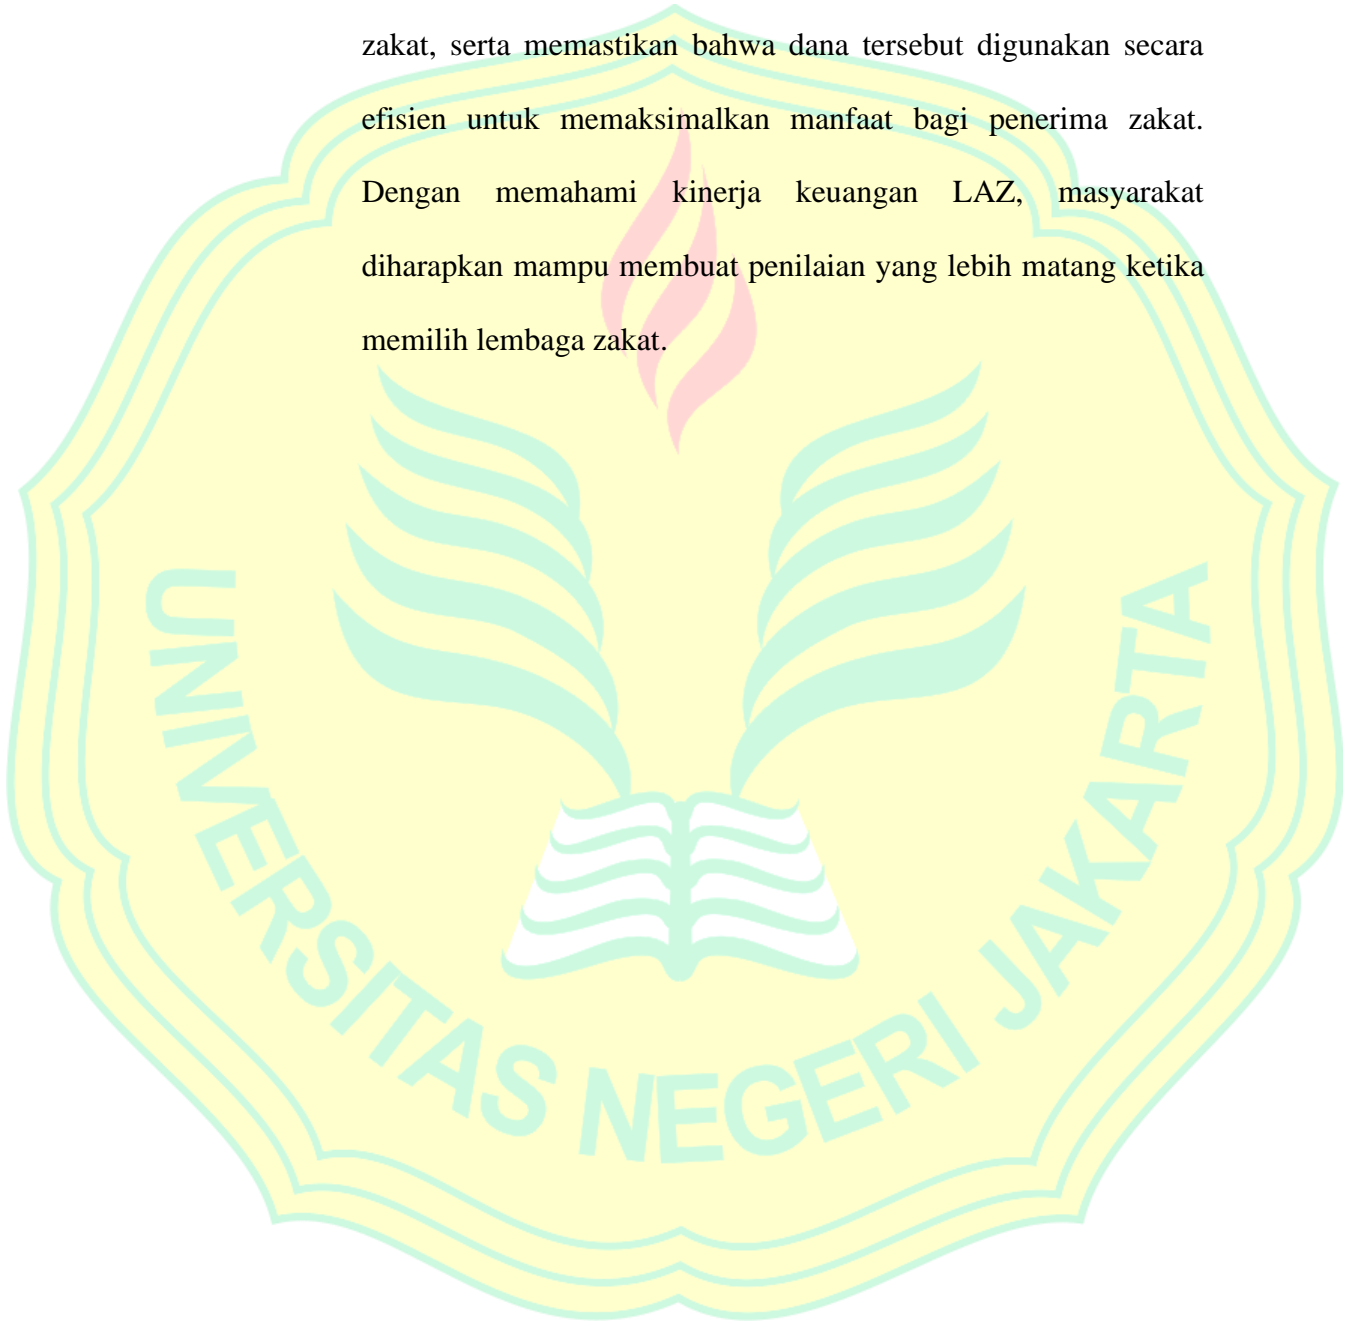 zakat, serta memastikan bahwa dana tersebut digunakan secara
efisien untuk memaksimalkan manfaat bagi penerima zakat.
Dengan memahami kinerja keuangan LAZ, masyarakat
diharapkan mampu membuat penilaian yang lebih matang ketika
memilih lembaga zakat.
UNIVERSITAS NEGERI JAKARTA